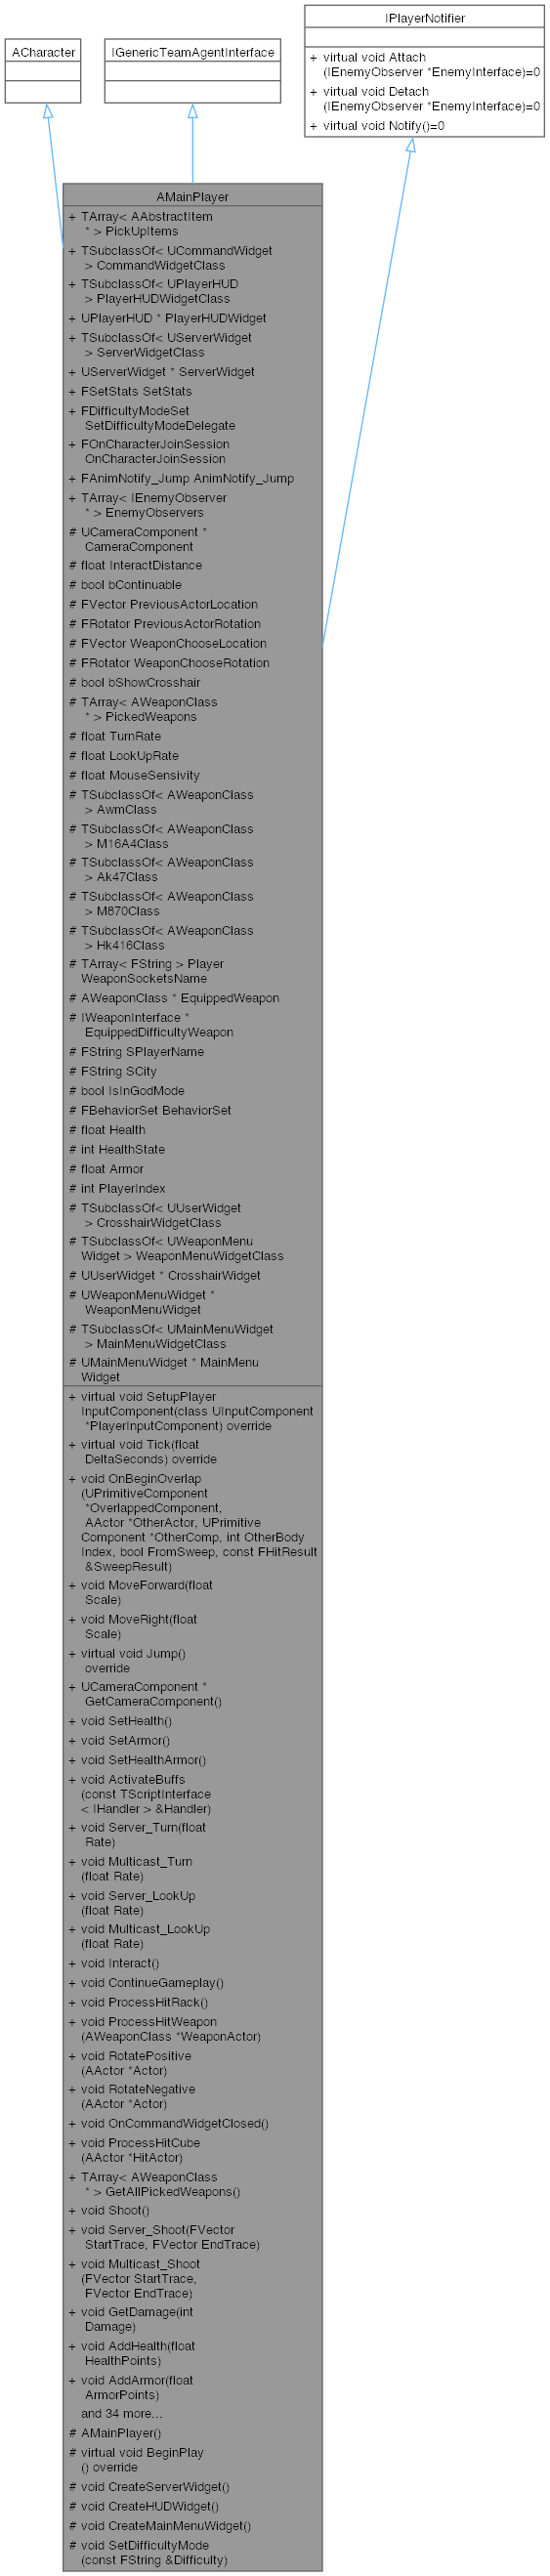 ACharacter
IGenericTeamAgentInterface
IPlayerNotifier
+ virtual void Attach
(IEnemyObserver *EnemyInterface)=0
+ virtual void Detach
(IEnemyObserver *EnemyInterface)=0
+ virtual void Notify()=0
AMainPlayer
+ TArray< AAbstractItem
* > PickUpItems
+ TSubclassOf< UCommandWidget
> CommandWidgetClass
+ TSubclassOf< UPlayerHUD
> PlayerHUDWidgetClass
+ UPlayerHUD * PlayerHUDWidget
+ TSubclassOf< UServerWidget
> ServerWidgetClass
+ UServerWidget * ServerWidget
+ FSetStats SetStats
+ FDifficultyModeSet
SetDifficultyModeDelegate
+ FOnCharacterJoinSession
OnCharacterJoinSession
+ FAnimNotify_Jump AnimNotify_Jump
+ TArray< IEnemyObserver
* > EnemyObservers
# UCameraComponent *
CameraComponent
# float InteractDistance
# bool bContinuable
# FVector PreviousActorLocation
# FRotator PreviousActorRotation
# FVector WeaponChooseLocation
# FRotator WeaponChooseRotation
# bool bShowCrosshair
# TArray< AWeaponClass
* > PickedWeapons
# float TurnRate
# float LookUpRate
# float MouseSensivity
# TSubclassOf< AWeaponClass
> AwmClass
# TSubclassOf< AWeaponClass
> M16A4Class
# TSubclassOf< AWeaponClass
> Ak47Class
# TSubclassOf< AWeaponClass
> M870Class
# TSubclassOf< AWeaponClass
> Hk416Class
# TArray< FString > Player
WeaponSocketsName
# AWeaponClass * EquippedWeapon
# IWeaponInterface *
EquippedDifficultyWeapon
# FString SPlayerName
# FString SCity
# bool IsInGodMode
# FBehaviorSet BehaviorSet
# float Health
# int HealthState
# float Armor
# int PlayerIndex
# TSubclassOf< UUserWidget
> CrosshairWidgetClass
# TSubclassOf< UWeaponMenu
Widget > WeaponMenuWidgetClass
# UUserWidget * CrosshairWidget
# UWeaponMenuWidget *
WeaponMenuWidget
# TSubclassOf< UMainMenuWidget
> MainMenuWidgetClass
# UMainMenuWidget * MainMenu
Widget
+ virtual void SetupPlayer
InputComponent(class UInputComponent
*PlayerInputComponent) override
+ virtual void Tick(float
DeltaSeconds) override
+ void OnBeginOverlap
(UPrimitiveComponent
*OverlappedComponent,
AActor *OtherActor, UPrimitive
Component *OtherComp, int OtherBody
Index, bool FromSweep, const FHitResult
&SweepResult)
+ void MoveForward(float
Scale)
+ void MoveRight(float
Scale)
+ virtual void Jump()
override
+ UCameraComponent *
GetCameraComponent()
+ void SetHealth()
+ void SetArmor()
+ void SetHealthArmor()
+ void ActivateBuffs
(const TScriptInterface
< IHandler > &Handler)
+ void Server_Turn(float
Rate)
+ void Multicast_Turn
(float Rate)
+ void Server_LookUp
(float Rate)
+ void Multicast_LookUp
(float Rate)
+ void Interact()
+ void ContinueGameplay()
+ void ProcessHitRack()
+ void ProcessHitWeapon
(AWeaponClass *WeaponActor)
+ void RotatePositive
(AActor *Actor)
+ void RotateNegative
(AActor *Actor)
+ void OnCommandWidgetClosed()
+ void ProcessHitCube
(AActor *HitActor)
+ TArray< AWeaponClass
* > GetAllPickedWeapons()
+ void Shoot()
+ void Server_Shoot(FVector
StartTrace, FVector EndTrace)
+ void Multicast_Shoot
(FVector StartTrace,
FVector EndTrace)
+ void GetDamage(int
Damage)
+ void AddHealth(float
HealthPoints)
+ void AddArmor(float
ArmorPoints)
and 34 more...
# AMainPlayer()
# virtual void BeginPlay
() override
# void CreateServerWidget()
# void CreateHUDWidget()
# void CreateMainMenuWidget()
# void SetDifficultyMode
(const FString &Difficulty)